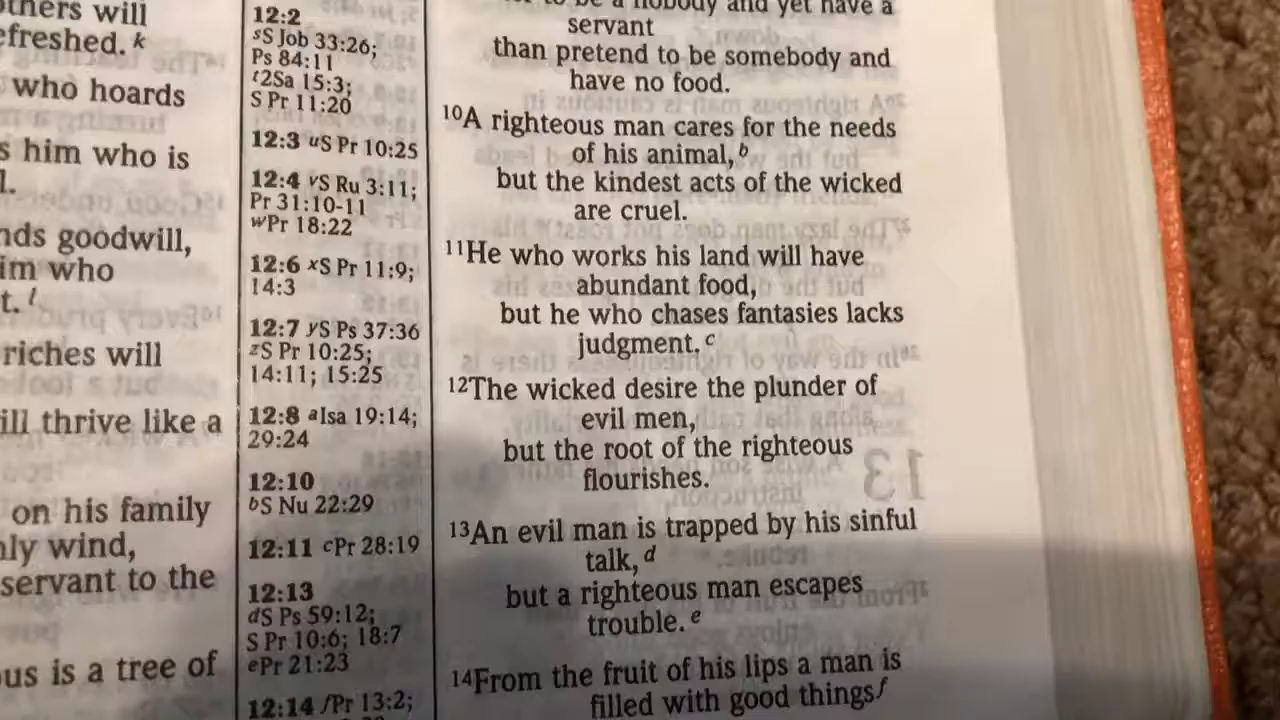 thers will
efreshed. k
who hoards
s him who is
l.
nds goodwill,
im who
t. l
riches will
ill thrive like a
on his family
nly wind,
servant to the
ous is a tree of
12:2
sS Job 33:26;
Ps 84:11
t2Sa 15:3;
S Pr 11:20
12:3 uS Pr 10:25
12:4 vS Ru 3:11;
Pr 31:10-11
wPr 18:22
12:6 xS Pr 11:9;
14:3
12:7 yS Ps 37:36
zS Pr 10:25;
14:11; 15:25
12:8 aIsa 19:14;
29:24
12:10
bS Nu 22:29
12:11 cPr 28:19
12:13
dS Ps 59:12;
S Pr 10:6; 18:7
ePr 21:23
12:14 fPr 13:2;
to be a nobody and yet have a
servant
than pretend to be somebody and
have no food.
10A righteous man cares for the needs
of his animal, b
but the kindest acts of the wicked
are cruel.
11He who works his land will have
abundant food,
but he who chases fantasies lacks
judgment. c
12The wicked desire the plunder of
evil men,
but the root of the righteous
flourishes.
13An evil man is trapped by his sinful
talk, d
but a righteous man escapes
trouble. e
14From the fruit of his lips a man is
filled with good things f